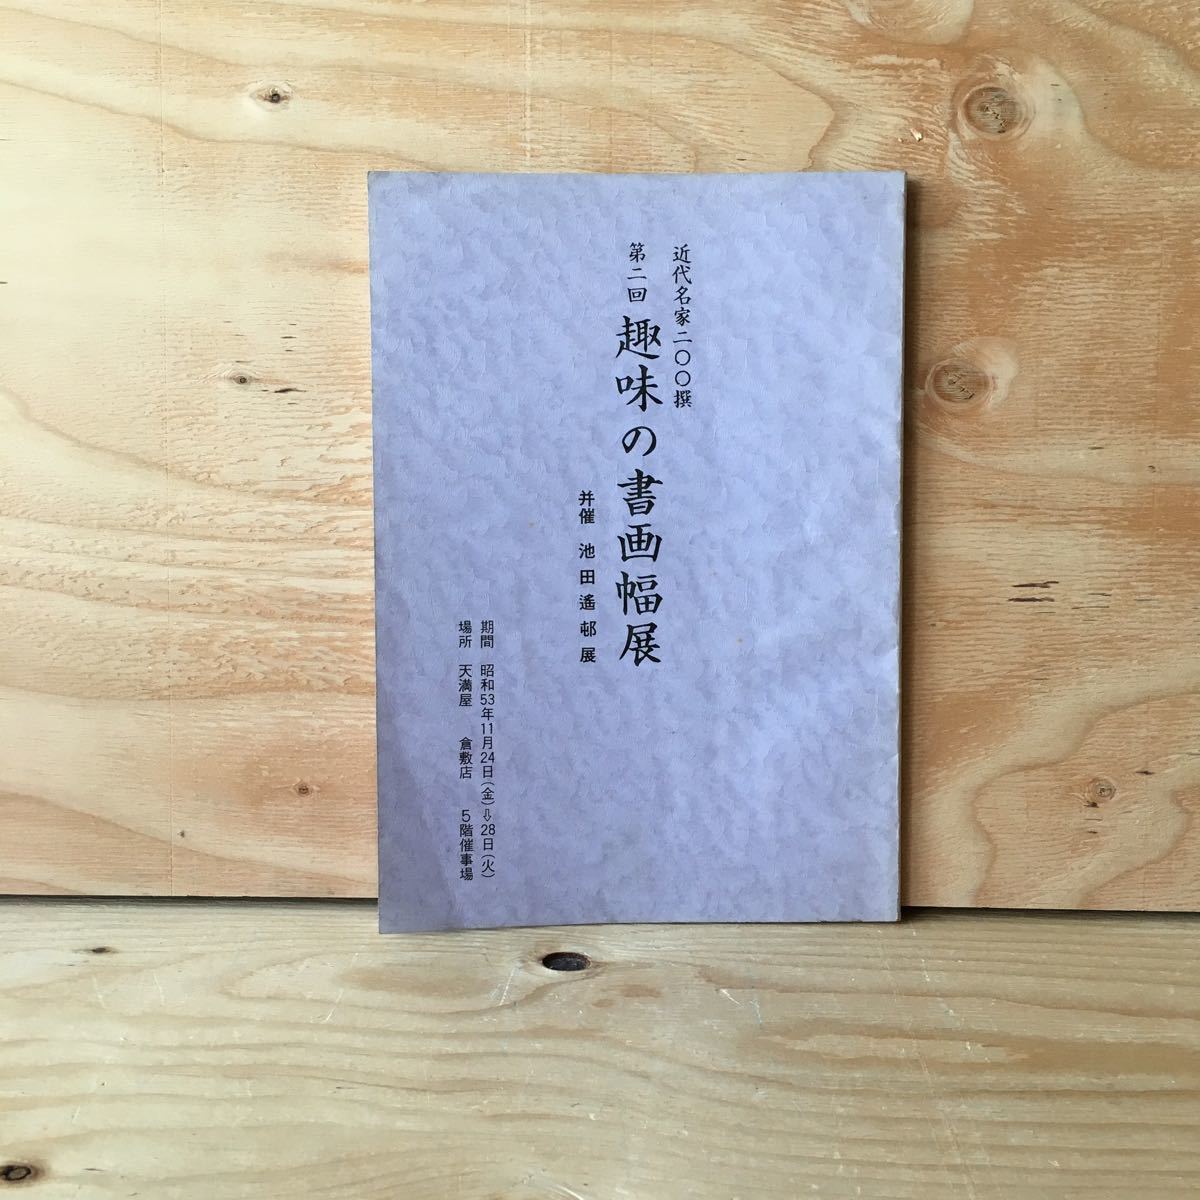 近代名家二〇〇撰
第二回 趣味の書画幅展
并催 池田遙邨展
期間 昭和53年11月24日(金)⇨28日(火)
場所 天満屋 倉敷店 5階催事場